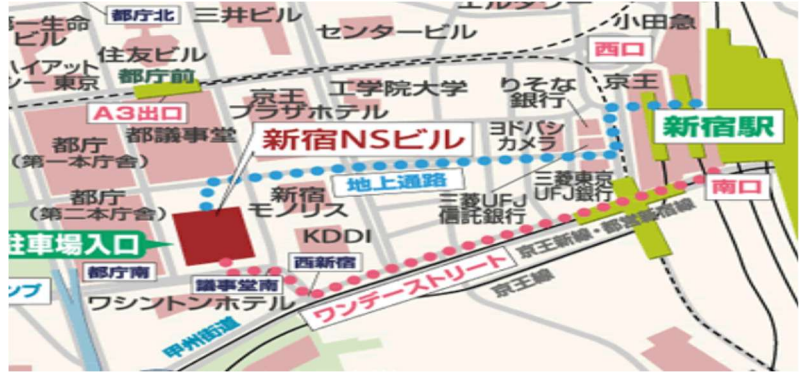 都庁北
三井ビル
第一生命
ビル
センタービル
小田急
住友ビル
西口
都庁前
ハイアット
東京
A3出口
工学院大学
りそな
銀行
京王
京王
プラザホテル
都議事堂
都庁
(第一本庁舎)
新宿NSビル
ヨドバシ
カメラ
新宿駅
地上通路
三菱東京
UFJ銀行
南口
都庁
(第二本庁舎)
新宿
モノリス
三菱UFJ
信託銀行
KDDI
駐車場入口
西新宿
都庁南
議事堂南
京王新線・都営新宿線
ワンデーストリート
京王線
ワシントンホテル
甲州街道